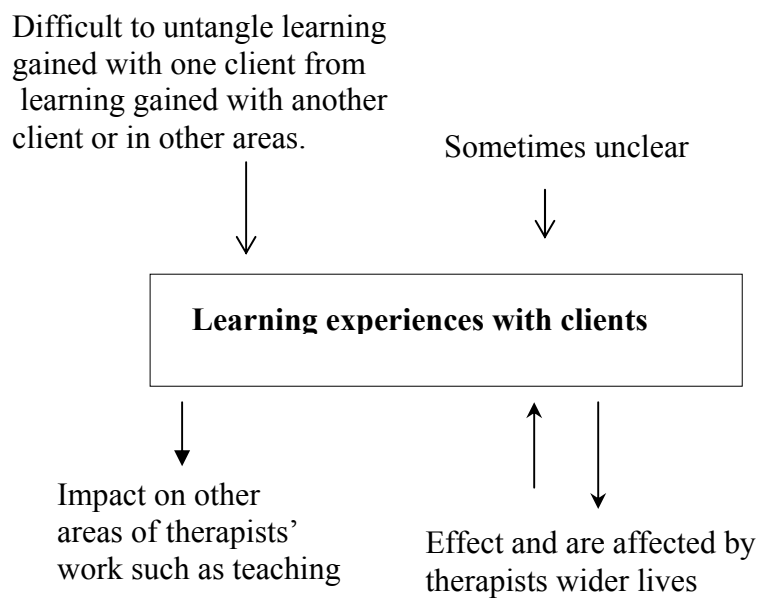 Difficult to untangle learning
gained with one client from
learning gained with another
client or in other areas.
Sometimes unclear
Learning experiences with clients
Impact on other
areas of therapists’
work such as teaching
Effect and are affected by
therapists wider lives